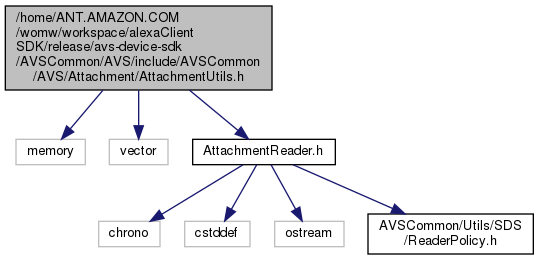 /home/ANT.AMAZON.COM
/womw/workspace/alexaClient
SDK/release/avs-device-sdk
/AVSCommon/AVS/include/AVSCommon
/AVS/Attachment/AttachmentUtils.h
memory
vector
AttachmentReader.h
chrono
cstddef
ostream
AVSCommon/Utils/SDS
/ReaderPolicy.h